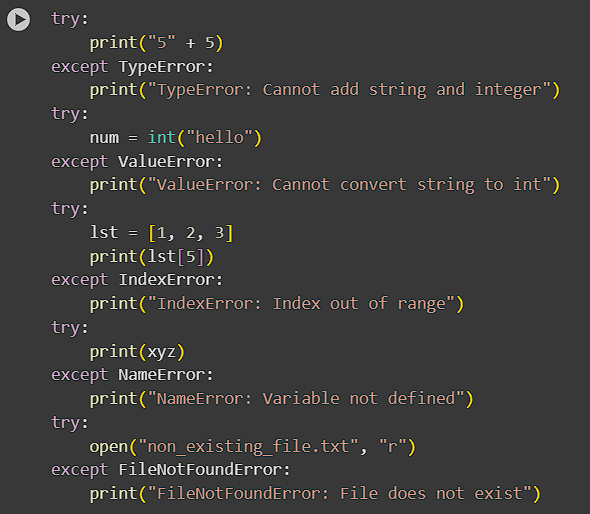 try:
    print("5" + 5)
except TypeError:
    print("TypeError: Cannot add string and integer")
try:
    num = int("hello")
except ValueError:
    print("ValueError: Cannot convert string to int")
try:
    lst = [1, 2, 3]
    print(lst[5])
except IndexError:
    print("IndexError: Index out of range")
try:
    print(xyz)
except NameError:
    print("NameError: Variable not defined")
try:
    open("non_existing_file.txt", "r")
except FileNotFoundError:
    print("FileNotFoundError: File does not exist")